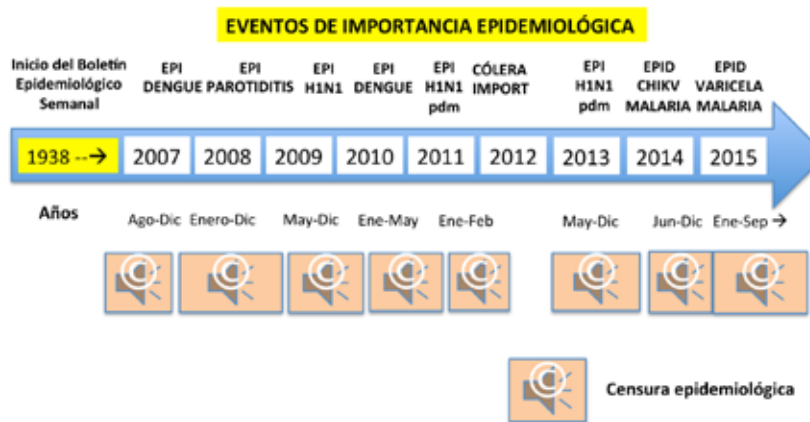 EVENTOS DE IMPORTANCIA EPIDEMIOLÓGICA
Inicio del Boletín
Epidemiológico
Semanal
EPI
DENGUE
EPI
PAROTIDITIS
EPI
H1N1
EPI
DENGUE
EPI
H1N1
pdm
CÓLERA
IMPORT
EPI
H1N1
pdm
EPID
CHIKV
MALARIA
EPID
VARICELA
MALARIA
1938 --→ 2007 2008 2009 2010 2011 2012 2013 2014 2015
Años Ago-Dic Enero-Dic May-Dic Ene-May Ene-Feb May-Dic Jun-Dic Ene-Sep →
© © © © © © © ©
© Censura epidemiológica